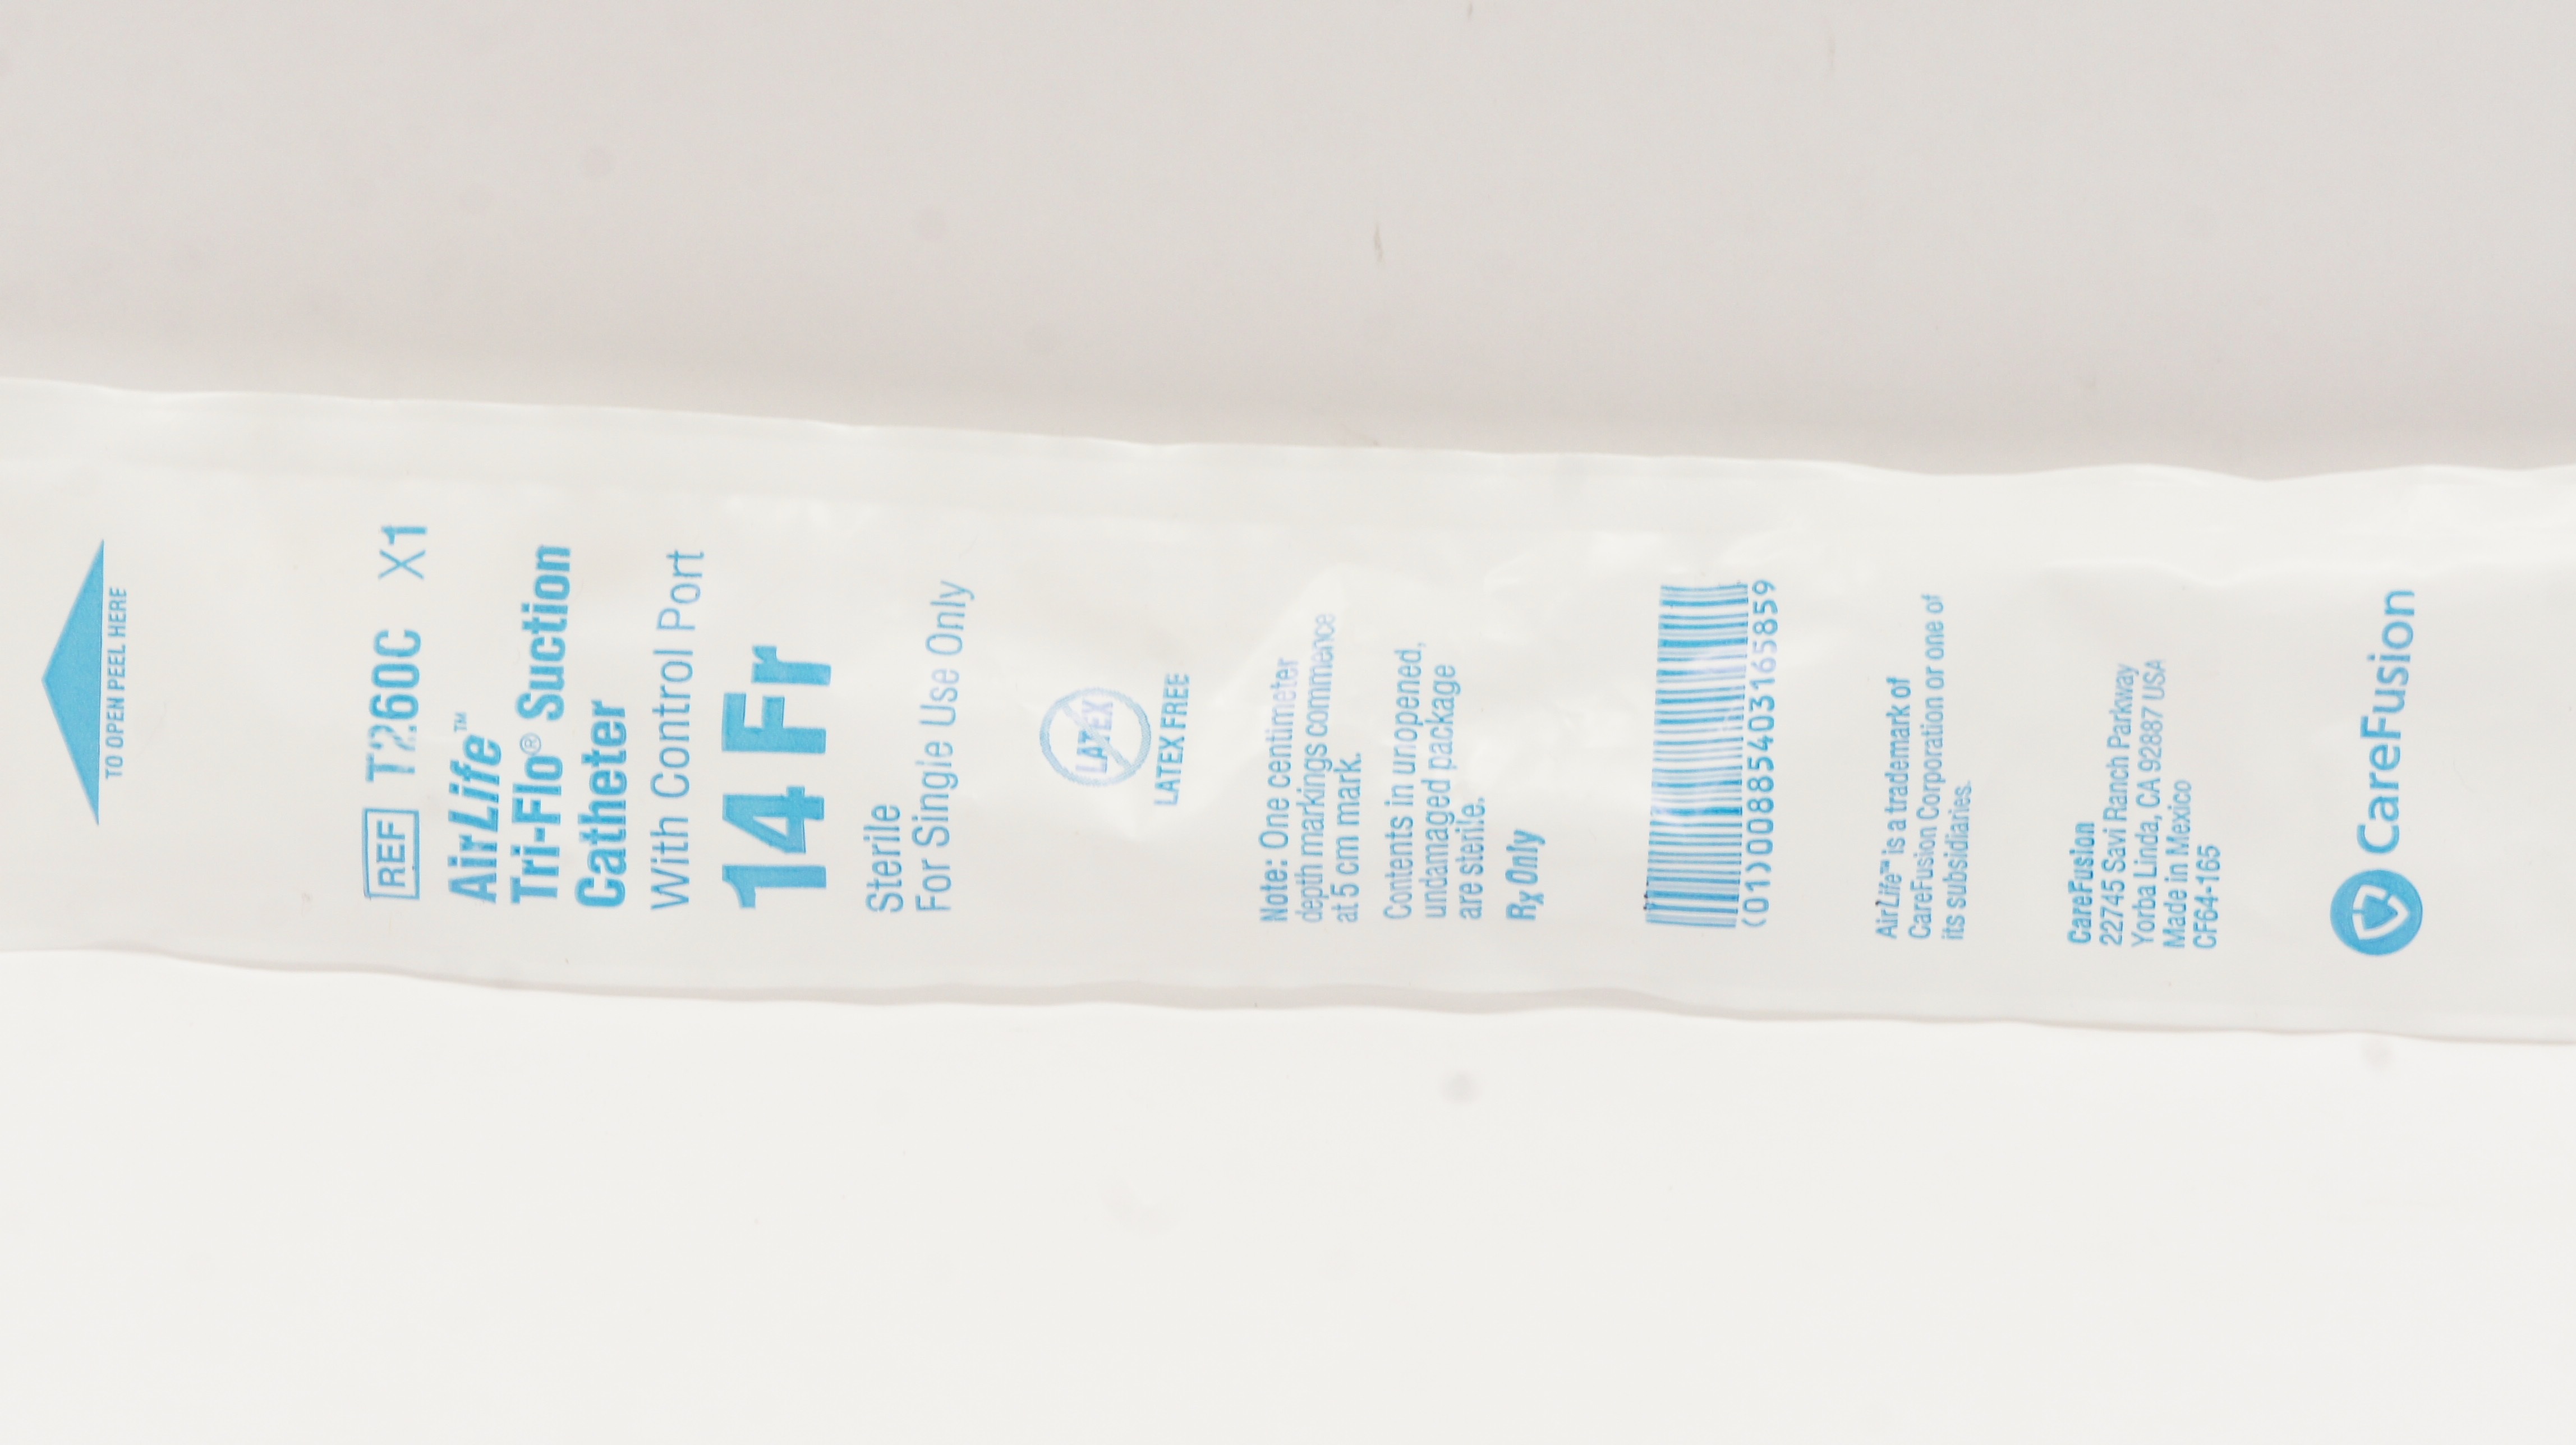 TO OPEN PEEL HERE
REF T260C X1
AirLife™
Tri-Flo® Suction
Catheter
With Control Port
14 Fr
Sterile
For Single Use Only
LATEX
LATEX FREE
Note: One centimeter
depth markings commence
at 5 cm mark.
Contents in unopened,
undamaged package
are sterile.
Rx Only
(01)00885403165859
AirLife™ is a trademark of
CareFusion Corporation or one of
its subsidiaries.
CareFusion
22745 Savi Ranch Parkway
Yorba Linda, CA 92887 USA
Made in Mexico
CF64-165
CareFusion